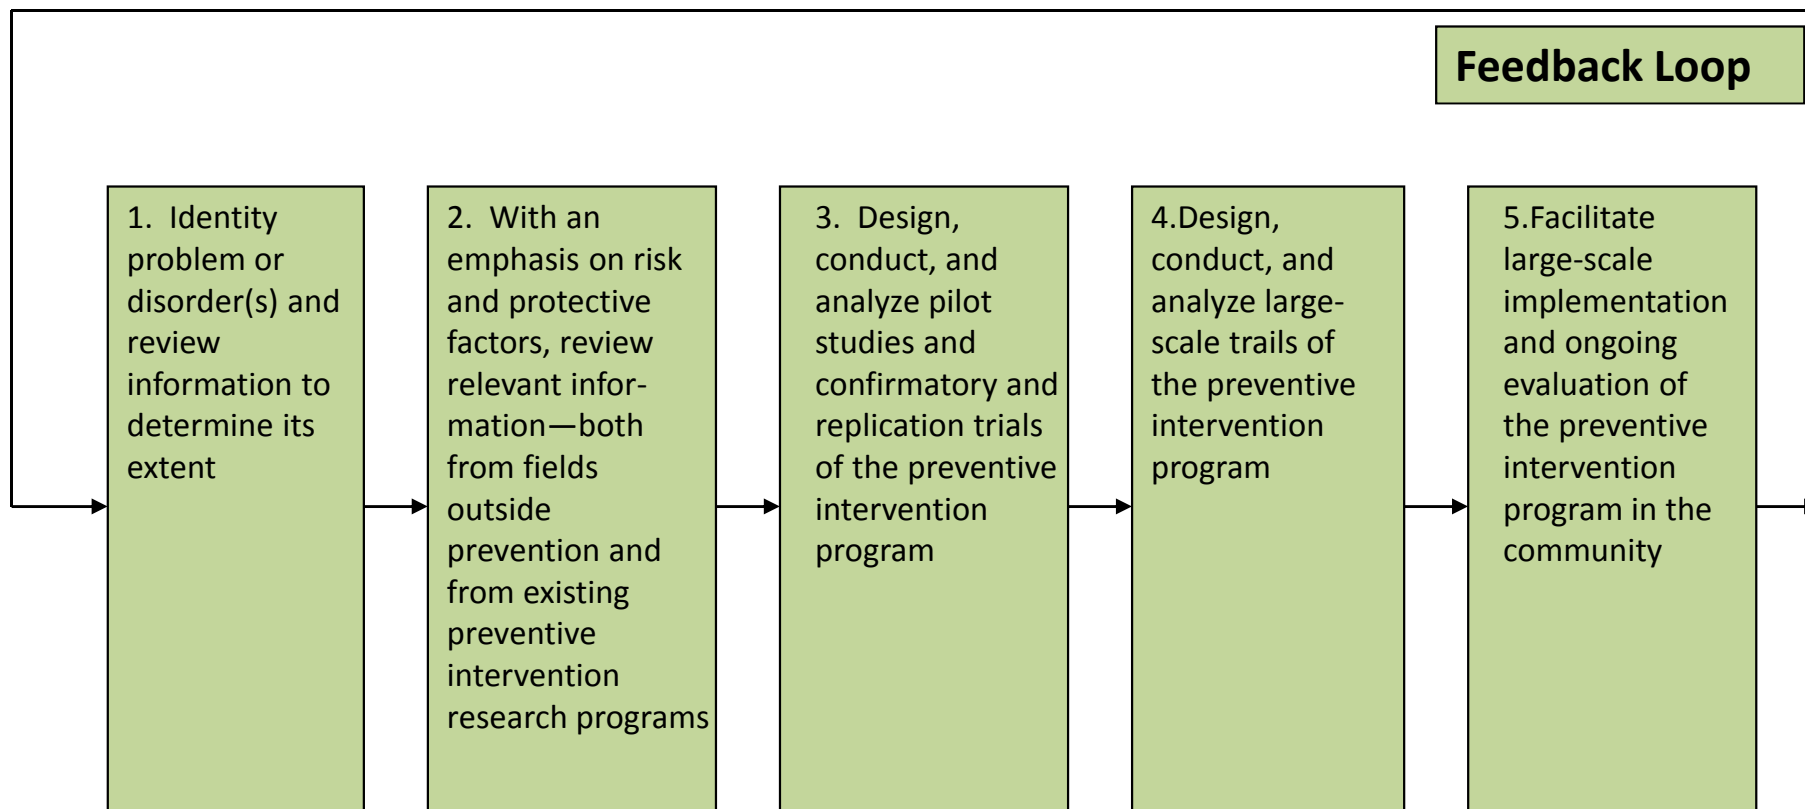 Feedback Loop
1. Identity
problem or
disorder(s) and
review
information to
determine its
extent
2. With an
emphasis on risk
and protective
factors, review
relevant infor-
mation—both
from fields
outside
prevention and
from existing
preventive
intervention
research programs
3. Design,
conduct, and
analyze pilot
studies and
confirmatory and
replication trials
of the preventive
intervention
program
4.Design,
conduct, and
analyze large-
scale trails of
the preventive
intervention
program
5.Facilitate
large-scale
implementation
and ongoing
evaluation of
the preventive
intervention
program in the
community